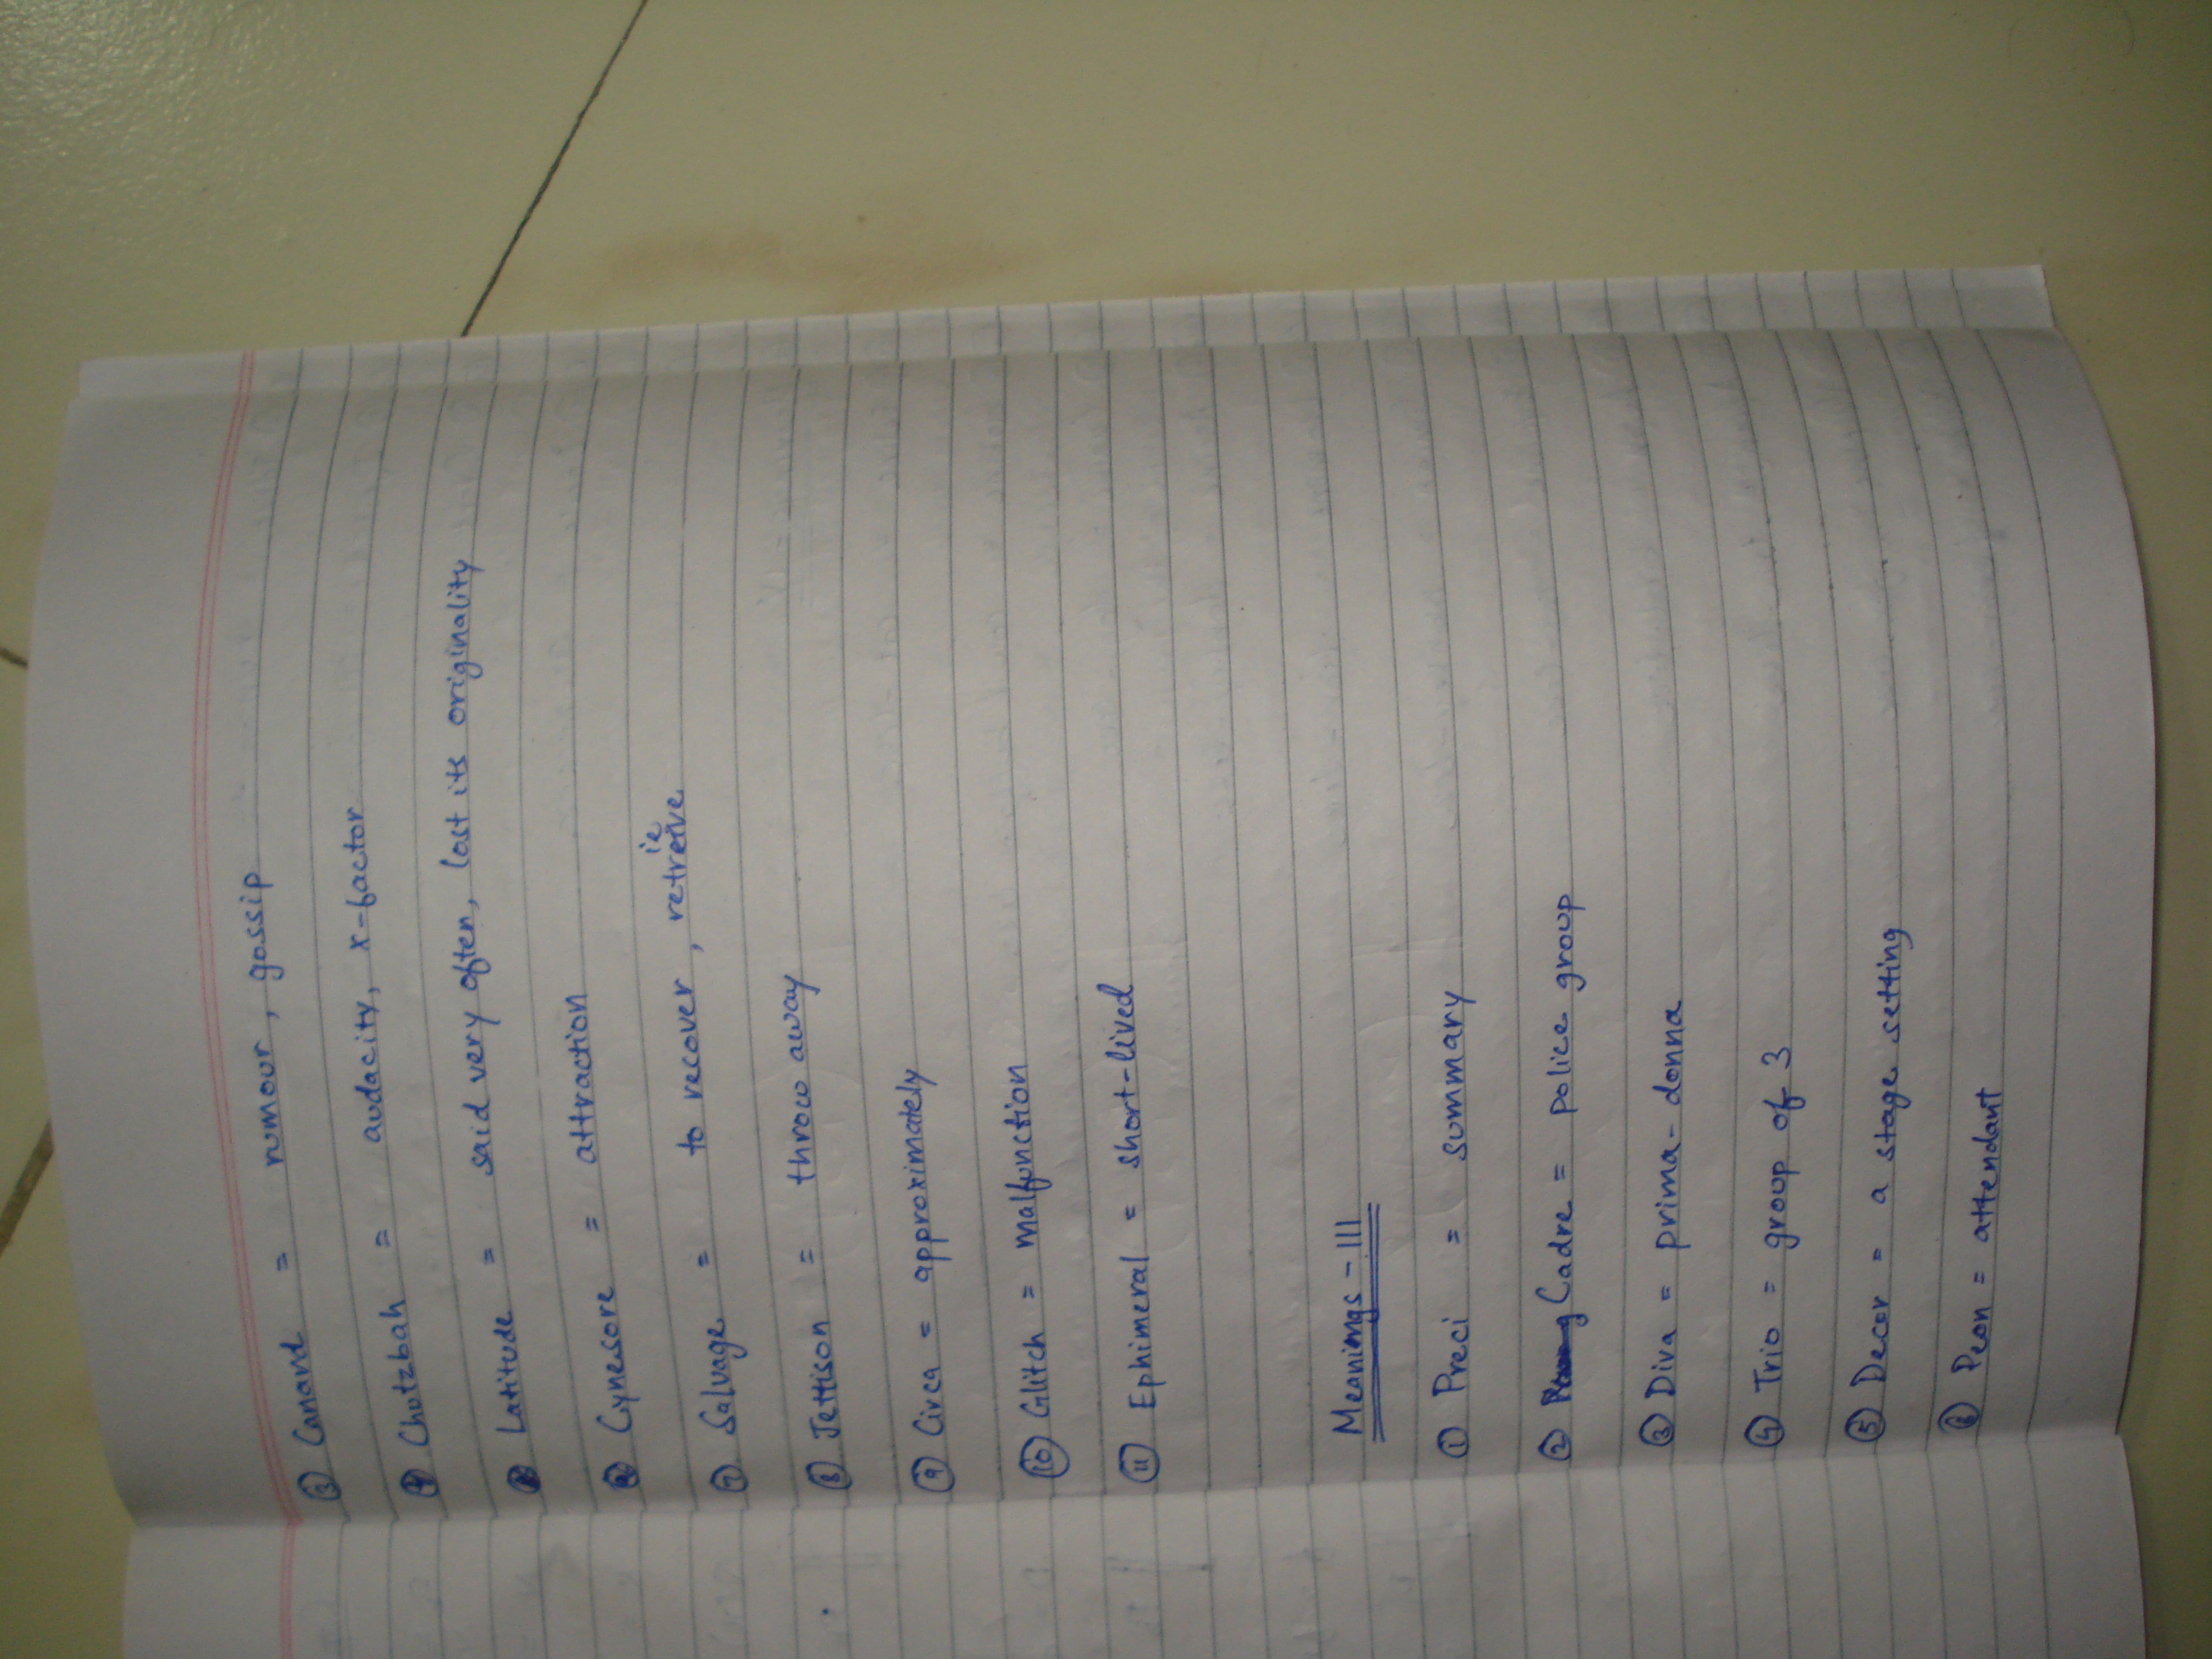 ③ Canard = rumour, gossip
④ Chutzbah = audacity, x-factor
Latitude = said very often, lost its originality
Cynesore = attraction
⑦ Salvage = to recover, retreive ie
⑧ Jettison = throw away
⑨ Circa = approximately
⑩ Glitch = malfunction
⑪ Ephimeral = short-lived
Meanings - III
① Preci = summary
② Cadre = police group
③ Diva = prima-donna
④ Trio = group of 3
⑤ Decor = a stage setting
⑥ Peon = attendant